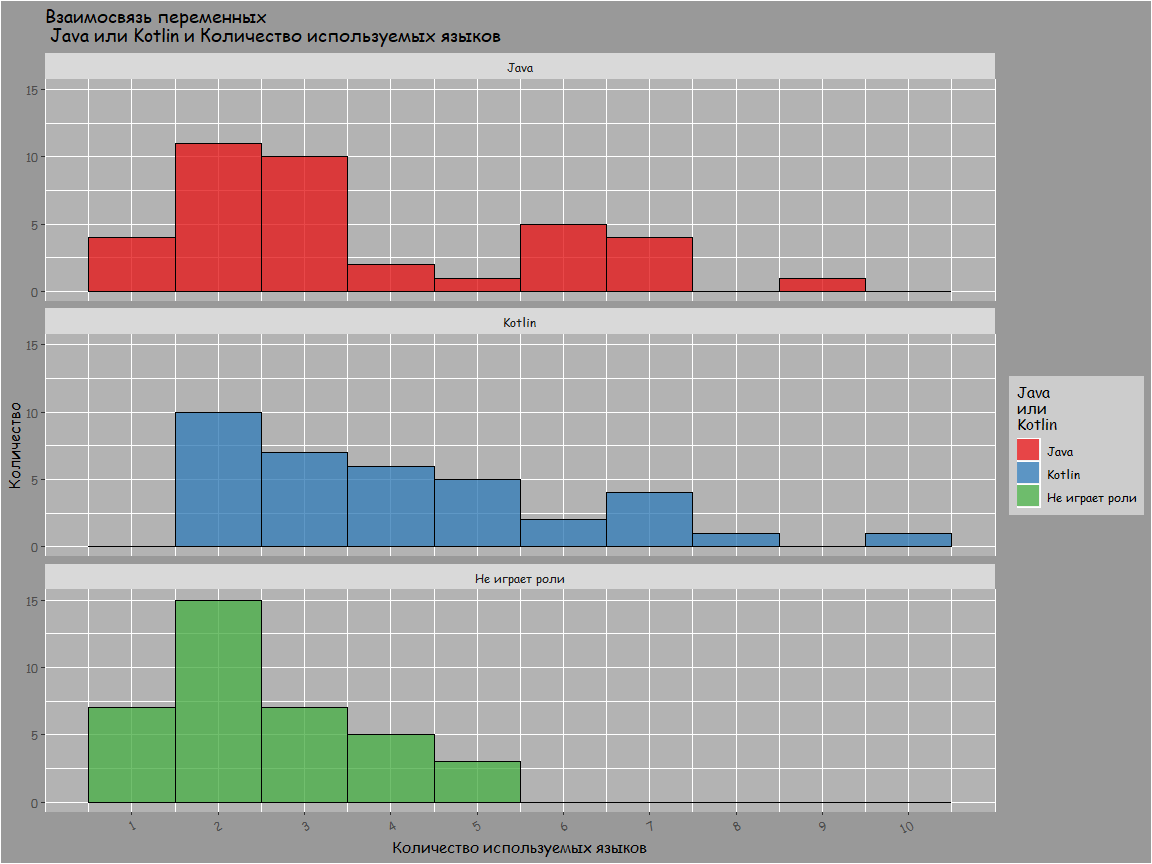 Взаимосвязь переменных
Java или Kotlin и Количество используемых языков
Java
15
10
5
0
Kotlin
15
10
5
0
Не играет роли
15
10
5
0
1 2 3 4 5 6 7 8 9 10
Количество используемых языков
Количество
Java
или
Kotlin
Java
Kotlin
Не играет роли